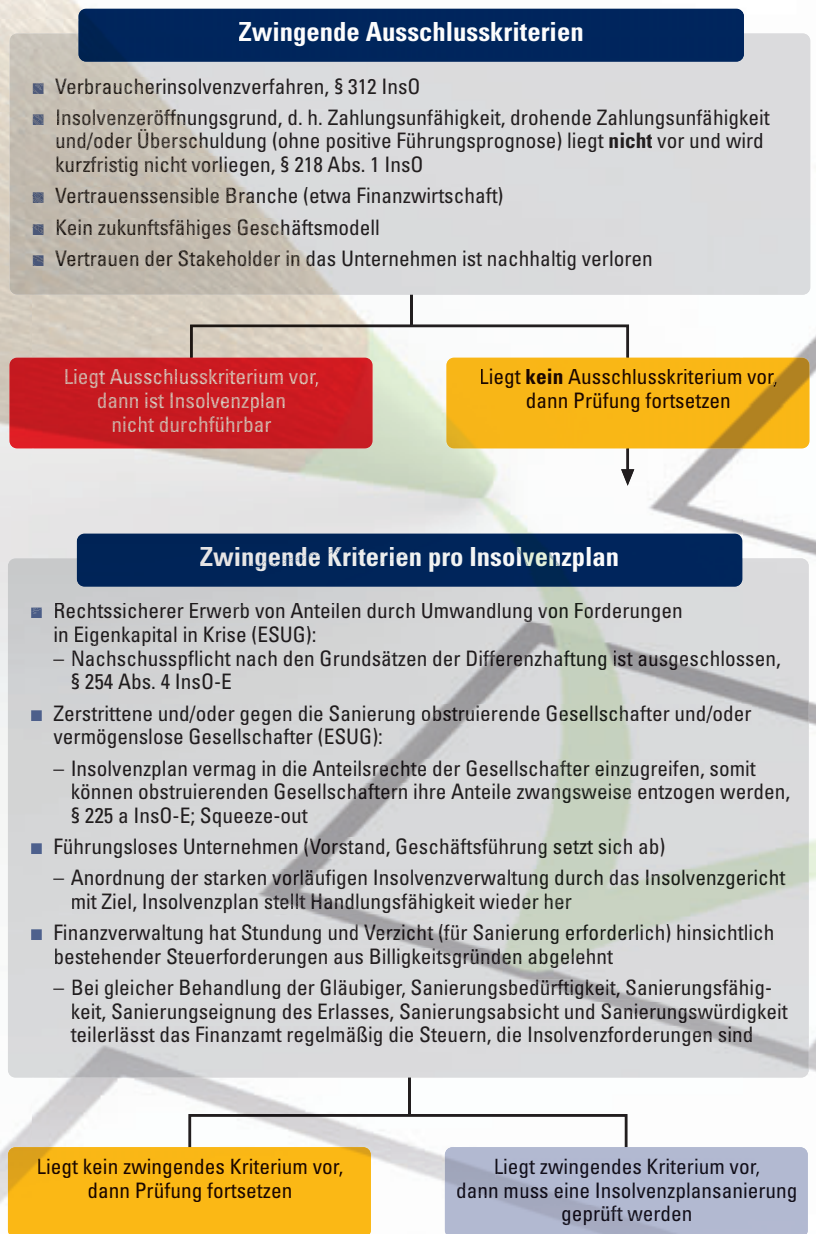 Zwingende Ausschlusskriterien
■ Verbraucherinsolvenzverfahren, § 312 InsO
■ Insolvenzeröffnungsgrund, d. h. Zahlungsunfähigkeit, drohende Zahlungsunfähigkeit
und/oder Überschuldung (ohne positive Führungsprognose) liegt nicht vor und wird
kurzfristig nicht vorliegen, § 218 Abs. 1 InsO
■ Vertrauenssensible Branche (etwa Finanzwirtschaft)
■ Kein zukunftsfähiges Geschäftsmodell
■ Vertrauen der Stakeholder in das Unternehmen ist nachhaltig verloren
Liegt Ausschlusskriterium vor,
dann ist Insolvenzplan
nicht durchführbar
Liegt kein Ausschlusskriterium vor,
dann Prüfung fortsetzen
Zwingende Kriterien pro Insolvenzplan
■ Rechtssicherer Erwerb von Anteilen durch Umwandlung von Forderungen
in Eigenkapital in Krise (ESUG):
– Nachschusspflicht nach den Grundsätzen der Differenzhaftung ist ausgeschlossen,
§ 254 Abs. 4 InsO-E
■ Zerstrittene und/oder gegen die Sanierung obstruierende Gesellschafter und/oder
vermögenslose Gesellschafter (ESUG):
– Insolvenzplan vermag in die Anteilsrechte der Gesellschafter einzugreifen, somit
können obstruierenden Gesellschaftern ihre Anteile zwangsweise entzogen werden,
§ 225 a InsO-E; Squeeze-out
■ Führungsloses Unternehmen (Vorstand, Geschäftsführung setzt sich ab)
– Anordnung der starken vorläufigen Insolvenzverwaltung durch das Insolvenzgericht
mit Ziel, Insolvenzplan stellt Handlungsfähigkeit wieder her
■ Finanzverwaltung hat Stundung und Verzicht (für Sanierung erforderlich) hinsichtlich
bestehender Steuerforderungen aus Billigkeitsgründen abgelehnt
– Bei gleicher Behandlung der Gläubiger, Sanierungsbedürftigkeit, Sanierungsfähig-
keit, Sanierungseignung des Erlasses, Sanierungsabsicht und Sanierungswürdigkeit
teilerlässt das Finanzamt regelmäßig die Steuern, die Insolvenzforderungen sind
Liegt kein zwingendes Kriterium vor,
dann Prüfung fortsetzen
Liegt zwingendes Kriterium vor,
dann muss eine Insolvenzplansanierung
geprüft werden